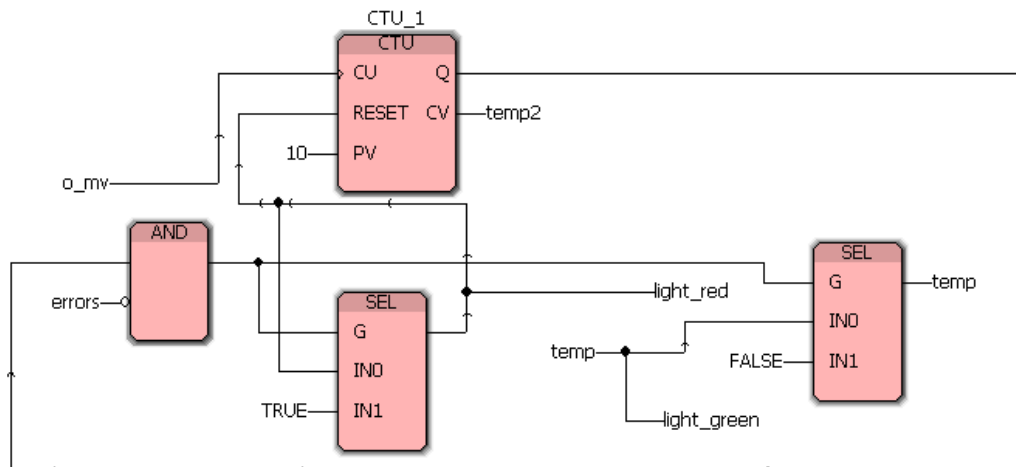 CTU_1
CTU
CU Q
RESET CV temp2
10 PV
o_mv
AND
errors
SEL
G
IN0
TRUE IN1
light_red
SEL
G temp
temp IN0
FALSE IN1
light_green